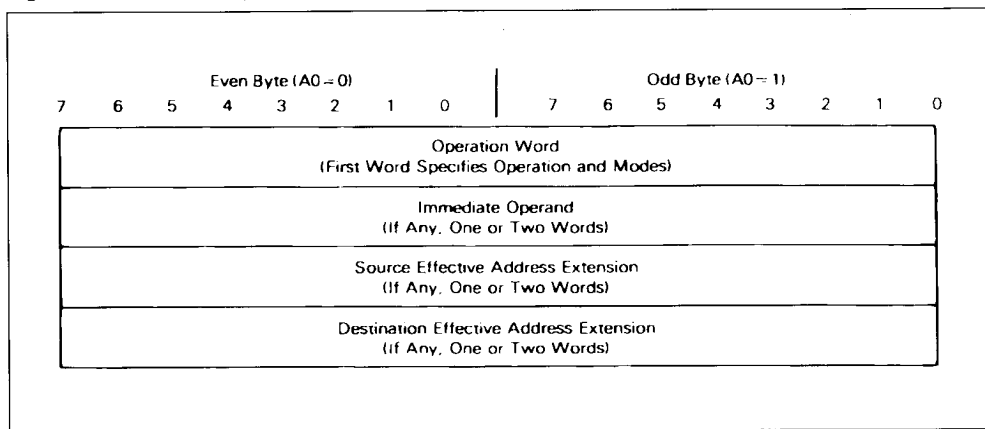 Even Byte (A0 = 0) Odd Byte (A0 = 1)
7 6 5 4 3 2 1 0 7 6 5 4 3 2 1 0
Operation Word
(First Word Specifies Operation and Modes)
Immediate Operand
(If Any, One or Two Words)
Source Effective Address Extension
(If Any, One or Two Words)
Destination Effective Address Extension
(If Any, One or Two Words)